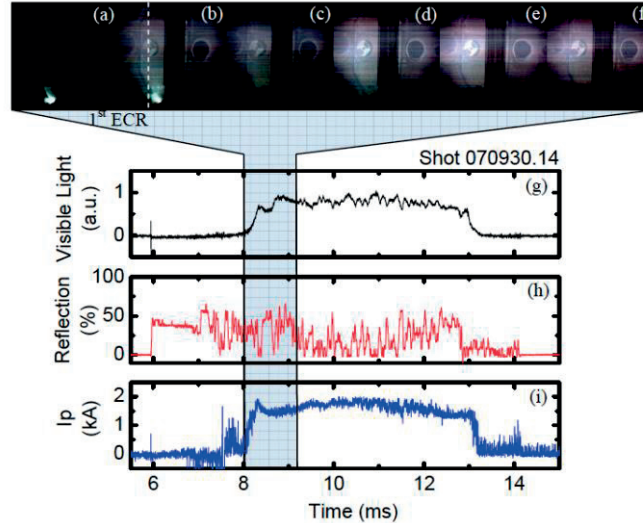 (a) (b) (c) (d) (e) (f
1st ECR
Shot 070930.14
Visible Light
(a.u.)
1
0
(g)
Reflection
(%)
100
50
0
(h)
Ip
(kA)
2
1
0
(i)
6 8 10 12 14
Time (ms)